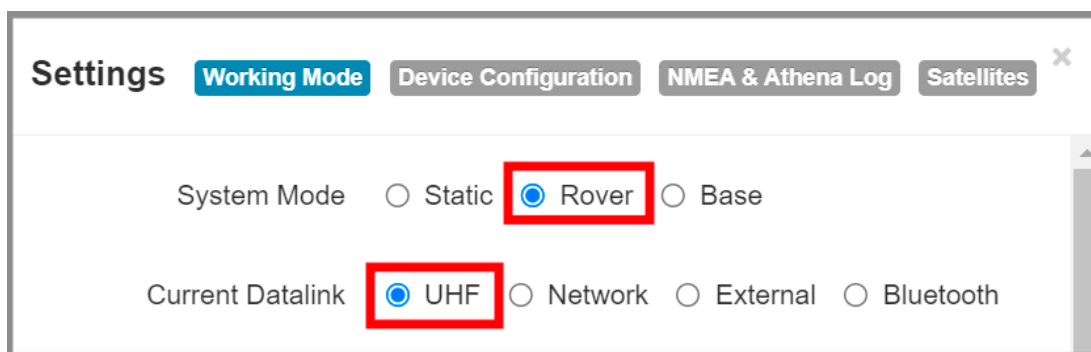 Settings Working Mode Device Configuration NMEA & Athena Log Satellites ×
System Mode Static Rover Base
Current Datalink UHF Network External Bluetooth